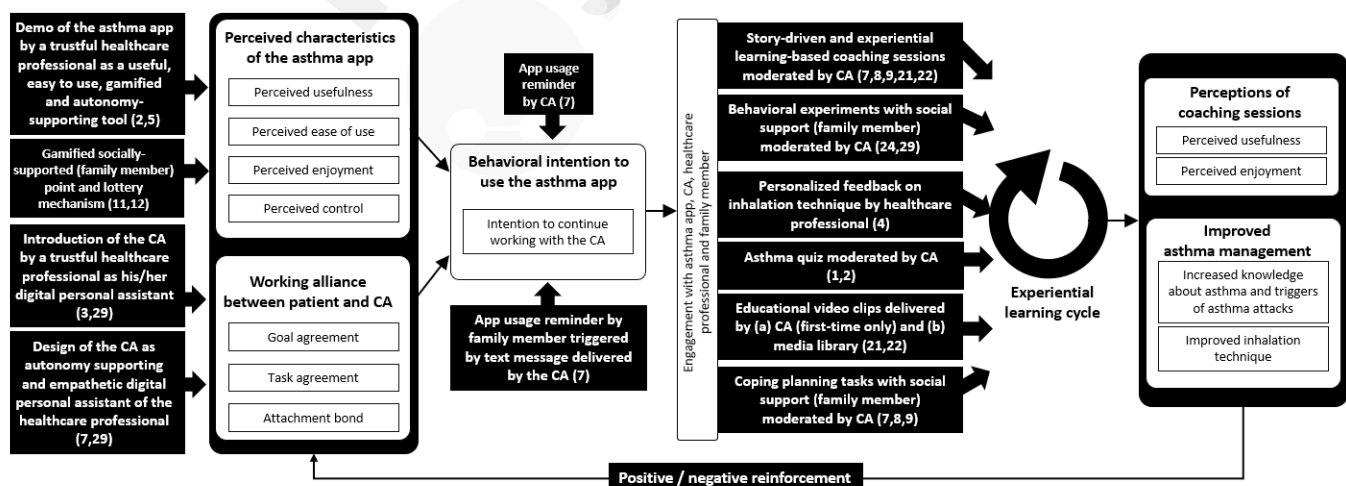 Demo of the asthma app
by a trustful healthcare
professional as a useful,
easy to use, gamified
and autonomy-
supporting tool (2,5)
Gamified socially-
supported (family member)
point and lottery
mechanism (11,12)
Introduction of the CA
by a trustful healthcare
professional as his/her
digital personal assistant
(3,29)
Design of the CA as
autonomy supporting
and empathetic digital
personal assistant of the
healthcare professional
(7,29)
Perceived characteristics
of the asthma app
Perceived usefulness
Perceived ease of use
Perceived enjoyment
Perceived control
Working alliance
between patient and CA
Goal agreement
Task agreement
Attachment bond
App usage
reminder
by CA (7)
Behavioral intention to
use the asthma app
Intention to continue
working with the CA
App usage reminder by
family member triggered
by text message delivered
by the CA (7)
Engagement with asthma app, CA, healthcare
professional and family member
Story-driven and experiential
learning-based coaching sessions
moderated by CA (7,8,9,21,22)
Behavioral experiments with social
support (family member)
moderated by CA (24,29)
Personalized feedback on
inhalation technique by healthcare
professional (4)
Asthma quiz moderated by CA
(1,2)
Educational video clips delivered
by (a) CA (first-time only) and (b)
media library (21,22)
Coping planning tasks with social
support (family member)
moderated by CA (7,8,9)
Experiential
learning cycle
Perceptions of
coaching sessions
Perceived usefulness
Perceived enjoyment
Improved
asthma management
Increased knowledge
about asthma and triggers
of asthma attacks
Improved inhalation
technique
Positive / negative reinforcement